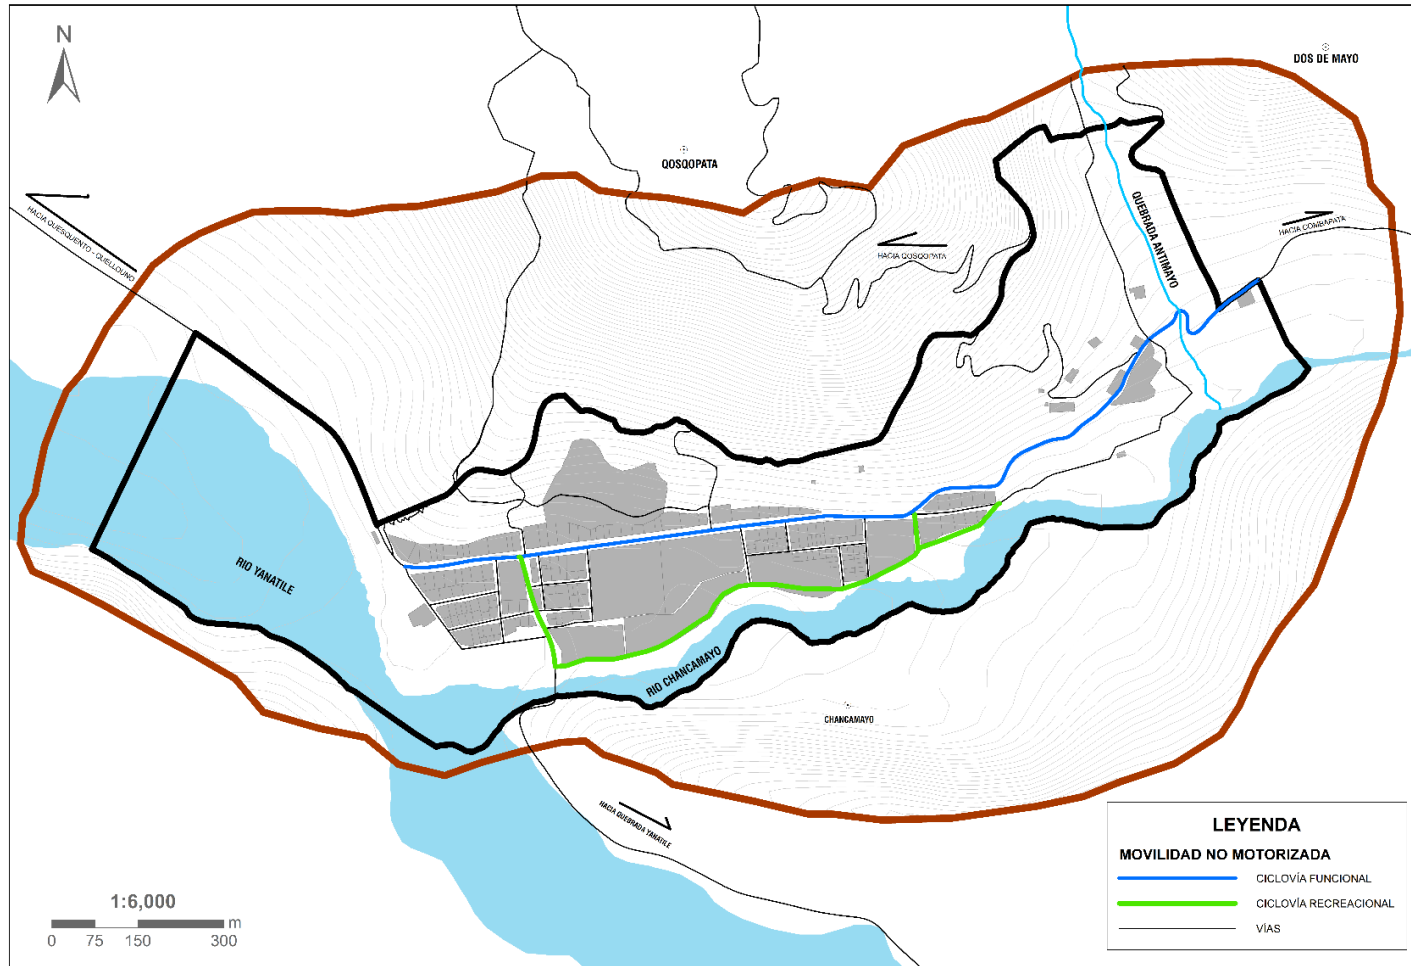 N
DOS DE MAYO
QOSQOPATA
HACIA QUESQUENTO - QUELLOUNO
QUEBRADA ANTIMAYO
HACIA COMBAPATA
HACIA QOSQOPATA
RIO YANATILE
RIO CHANCAMAYO
CHANCAMAYO
HACIA QUEBRADA YANATILE
LEYENDA
MOVILIDAD NO MOTORIZADA
CICLOVÍA FUNCIONAL
CICLOVÍA RECREACIONAL
VÍAS
1:6,000
m
0 75 150 300